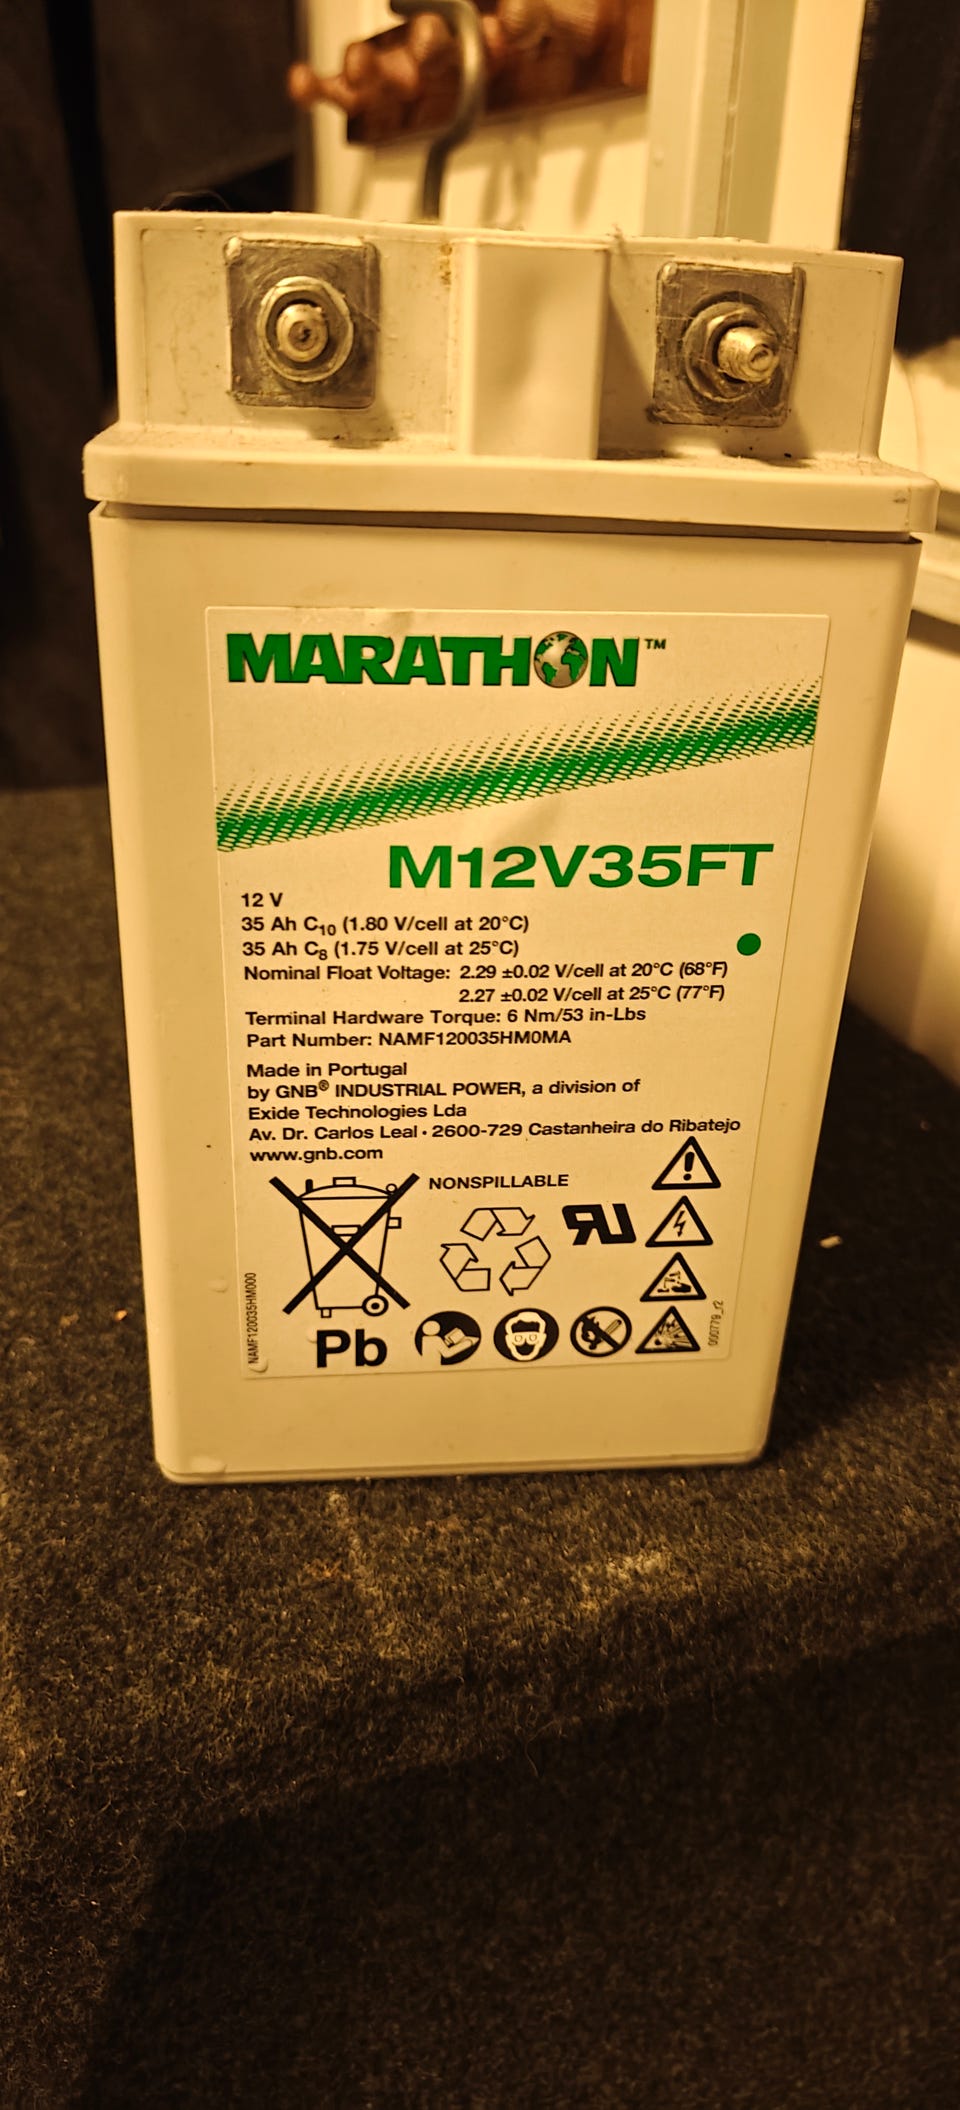 MARATHON™
M12V35FT
12 V
35 Ah C10 (1.80 V/cell at 20°C)
35 Ah C8 (1.75 V/cell at 25°C)
Nominal Float Voltage: 2.29 ±0.02 V/cell at 20°C (68°F)
2.27 ±0.02 V/cell at 25°C (77°F)
Terminal Hardware Torque: 6 Nm/53 in-Lbs
Part Number: NAMF120035HM0MA
Made in Portugal
by GNB® INDUSTRIAL POWER, a division of
Exide Technologies Lda
Av. Dr. Carlos Leal · 2600-729 Castanheira do Ribatejo
www.gnb.com
NONSPILLABLE
Pb
NAMF120035HM000
000779_r2